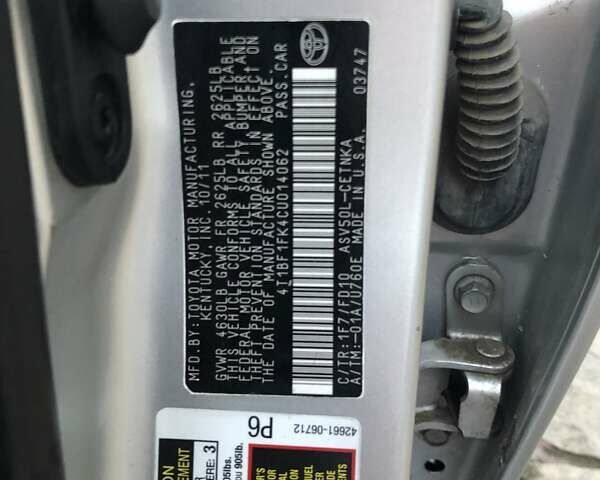 MFD. BY: TOYOTA MOTOR MANUFACTURING,
KENTUCKY, INC. 10/11
GVWR 4630LB GAWR FR 2625LB RR 2625LB
THIS VEHICLE CONFORMS TO ALL APPLICABLE
FEDERAL MOTOR VEHICLE SAFETY, BUMPER, AND
THEFT PREVENTION STANDARDS IN EFFECT ON
THE DATE OF MANUFACTURE SHOWN ABOVE.
4T1BF1FK4CU014062 PASS.CAR
C/TR:1F7/FD10 ASV50L-CETNKA
A/TM:-01A/U760E MADE IN U.S.A. 03747
P6
42661-06712